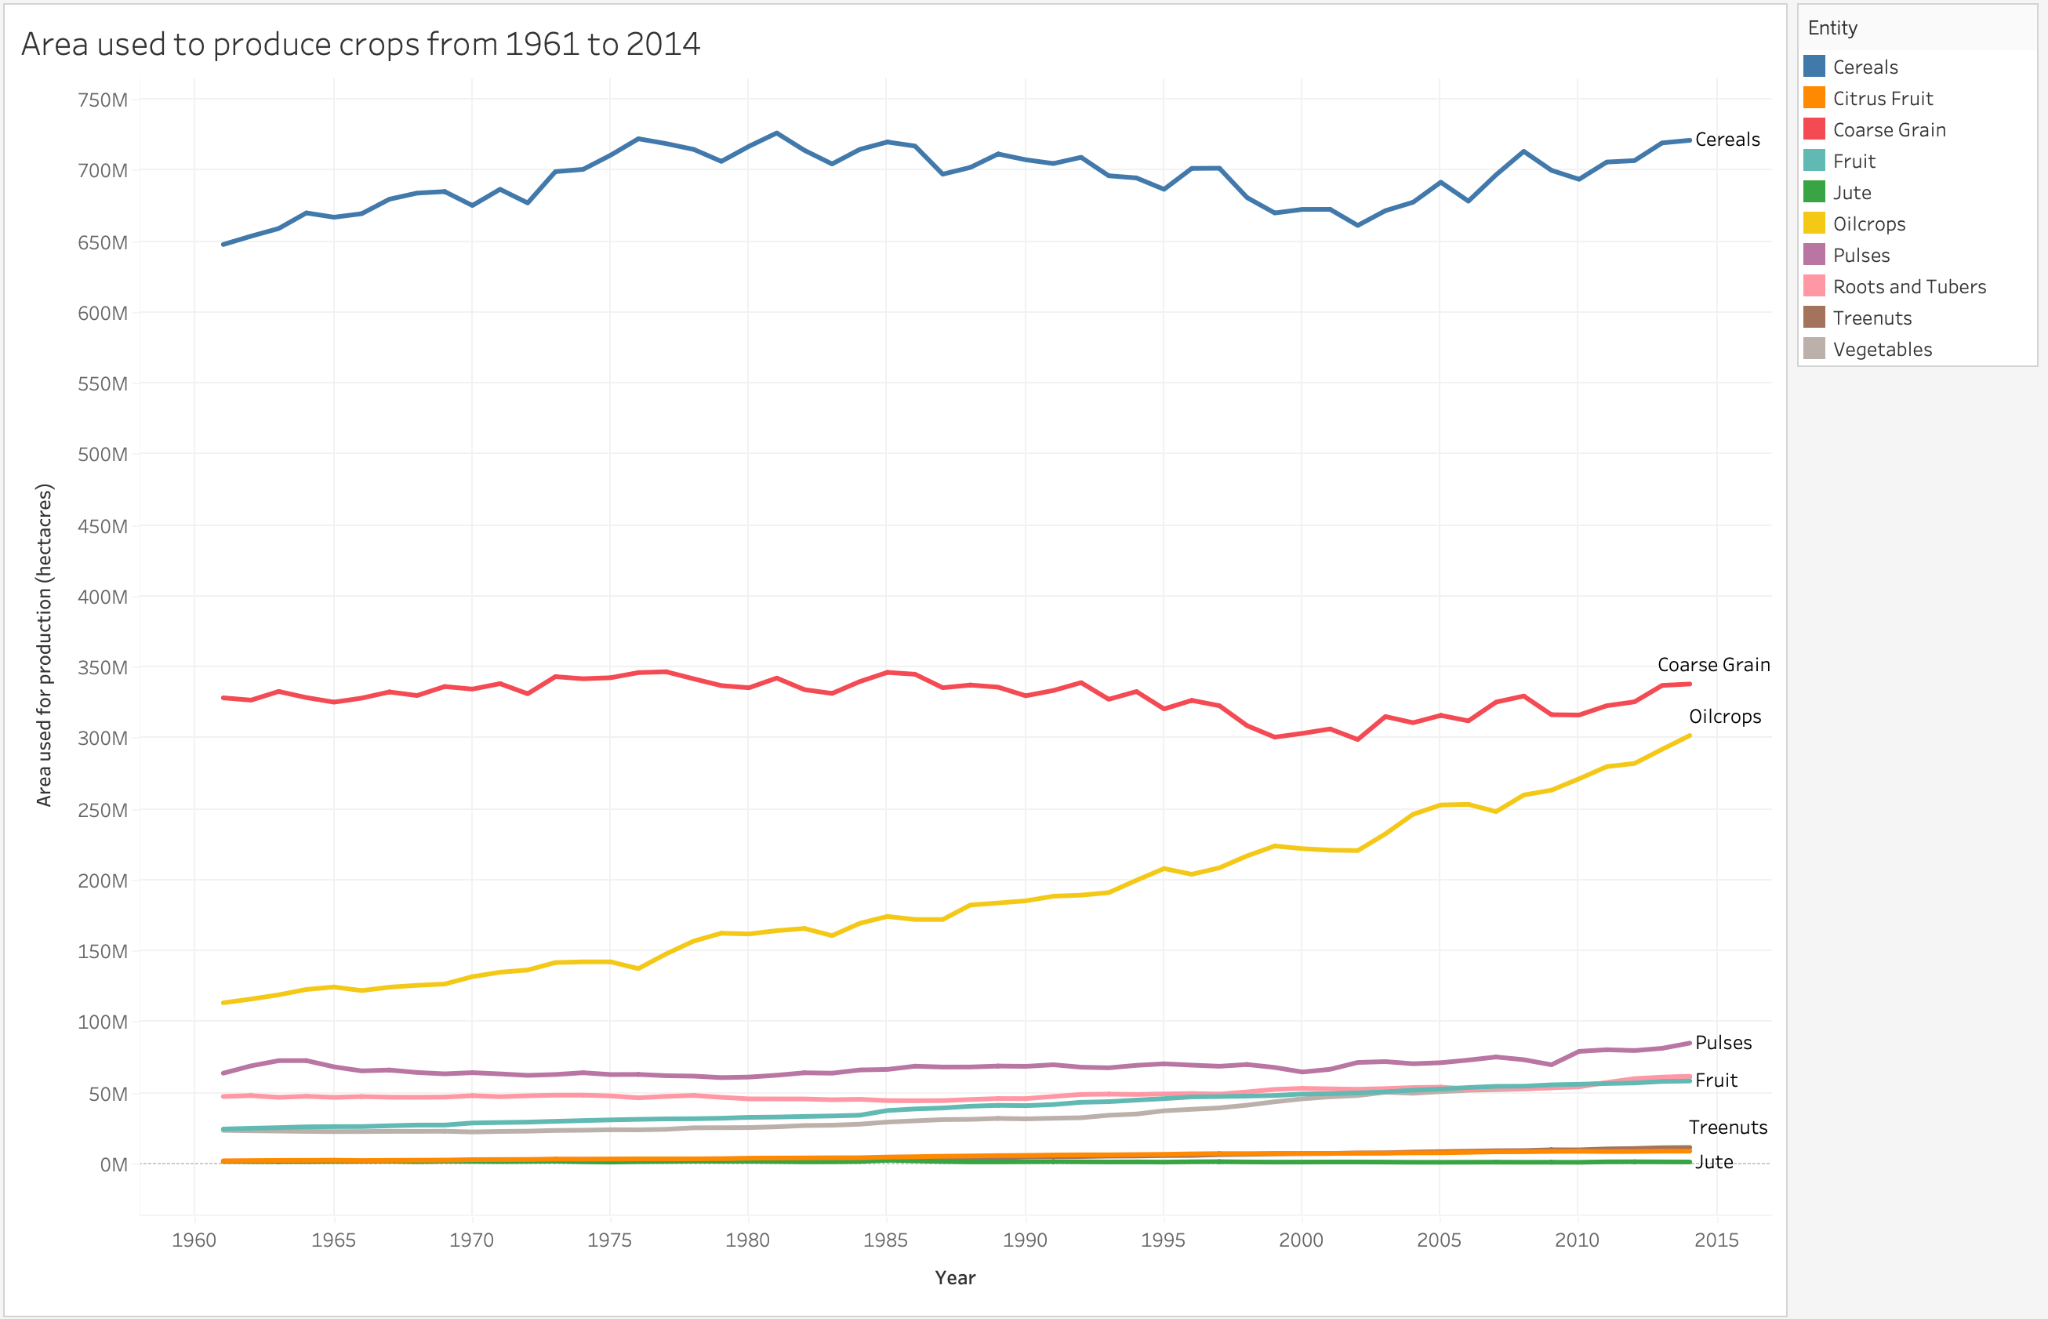 Area used to produce crops from 1961 to 2014
Entity
Cereals
Citrus Fruit
Coarse Grain
Fruit
Jute
Oilcrops
Pulses
Roots and Tubers
Treenuts
Vegetables
Area used for production (hectacres)
750M
700M
650M
600M
550M
500M
450M
400M
350M
300M
250M
200M
150M
100M
50M
0M
Cereals
Coarse Grain
Oilcrops
Pulses
Fruit
Treenuts
Jute
1960 1965 1970 1975 1980 1985 1990 1995 2000 2005 2010 2015
Year